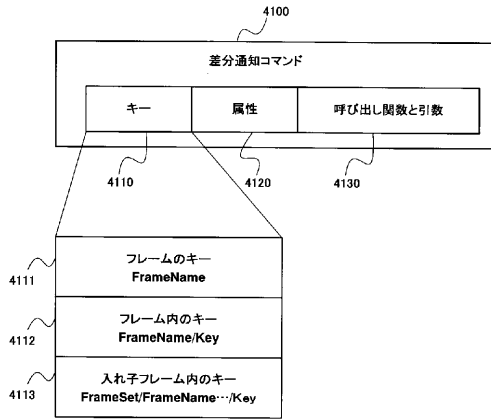 4100
差分通知コマンド
キー
属性
呼び出し関数と引数
4110
4120
4130
4111
フレームのキー
FrameName
4112
フレーム内のキー
FrameName/Key
4113
入れ子フレーム内のキー
FrameSet/FrameName…/Key